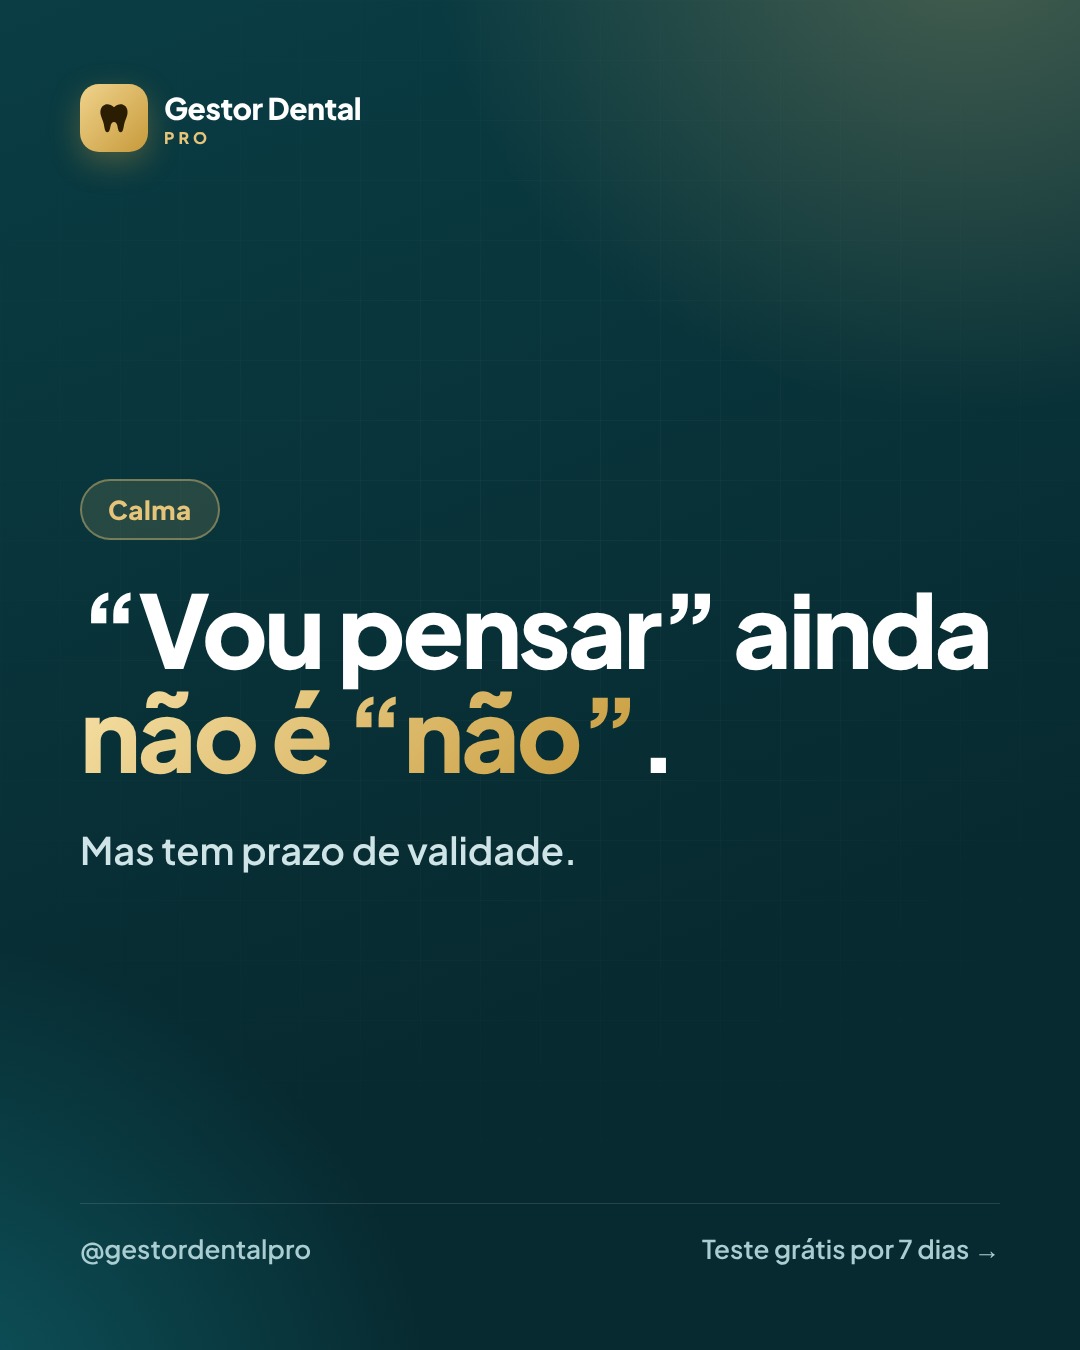 Gestor Dental
PRO
Calma
“Vou pensar” ainda
não é “não”.
Mas tem prazo de validade.
@gestordentalpro
Teste grátis por 7 dias →